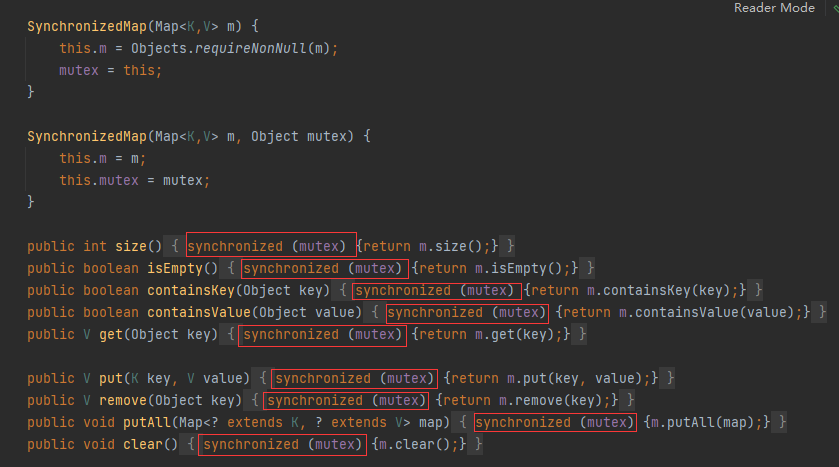 Reader Mode
SynchronizedMap(Map<K,V> m) {
this.m = Objects.requireNonNull(m);
mutex = this;
}
SynchronizedMap(Map<K,V> m, Object mutex) {
this.m = m;
this.mutex = mutex;
}
public int size() { synchronized (mutex) {return m.size();} }
public boolean isEmpty() { synchronized (mutex) {return m.isEmpty();} }
public boolean containsKey(Object key) { synchronized (mutex) {return m.containsKey(key);} }
public boolean containsValue(Object value) { synchronized (mutex) {return m.containsValue(value);} }
public V get(Object key) { synchronized (mutex) {return m.get(key);} }
public V put(K key, V value) { synchronized (mutex) {return m.put(key, value);} }
public V remove(Object key) { synchronized (mutex) {return m.remove(key);} }
public void putAll(Map<? extends K, ? extends V> map) { synchronized (mutex) {m.putAll(map);} }
public void clear() { synchronized (mutex) {m.clear();} }